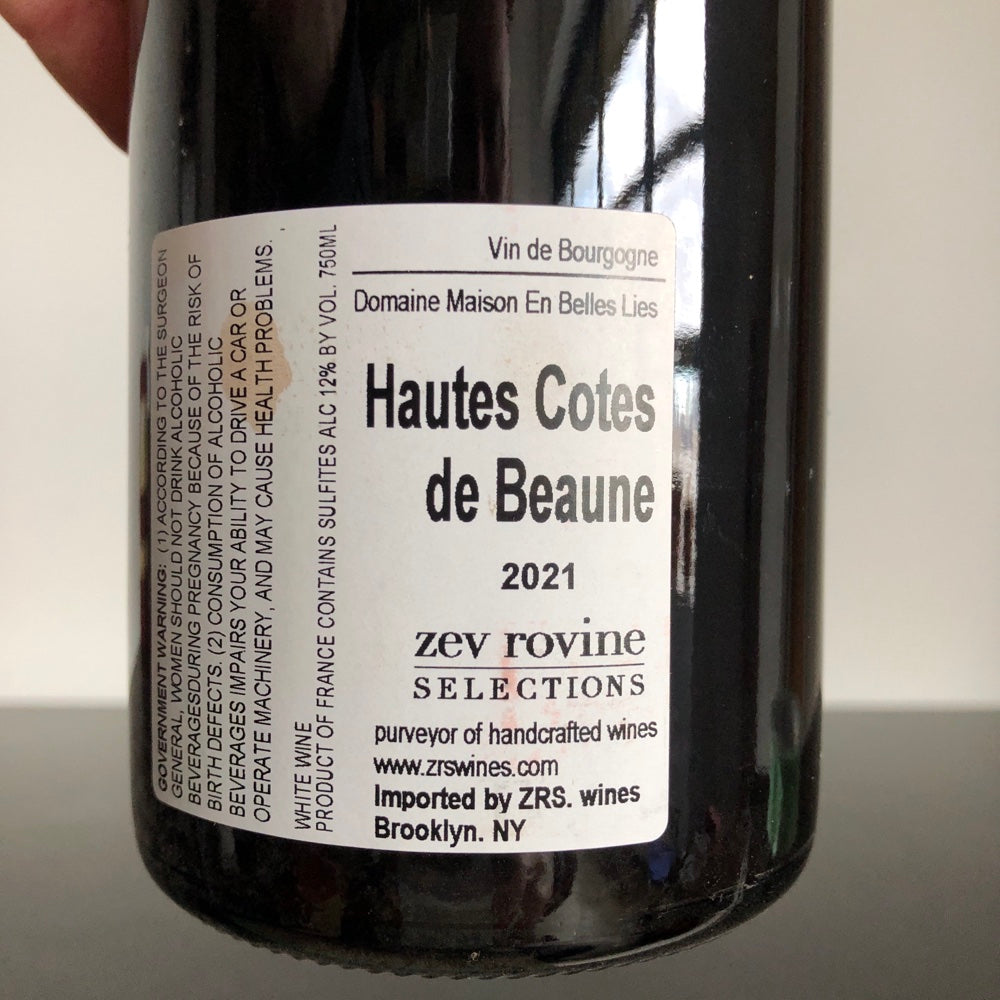 Vin de Bourgogne
Domaine Maison En Belles Lies
Hautes Cotes
de Beaune
2021
zev rovine
SELECTIONS
purveyor of handcrafted wines
www.zrswines.com
Imported by ZRS. wines
Brooklyn. NY
GOVERNMENT WARNING: (1) ACCORDING TO THE SURGEON
GENERAL, WOMEN SHOULD NOT DRINK ALCOHOLIC
BEVERAGESDURING PREGNANCY BECAUSE OF THE RISK OF
BIRTH DEFECTS. (2) CONSUMPTION OF ALCOHOLIC
BEVERAGES IMPAIRS YOUR ABILITY TO DRIVE A CAR OR
OPERATE MACHINERY, AND MAY CAUSE HEALTH PROBLEMS.
WHITE WINE
PRODUCT OF FRANCE CONTAINS SULFITES ALC 12% BY VOL. 750ML